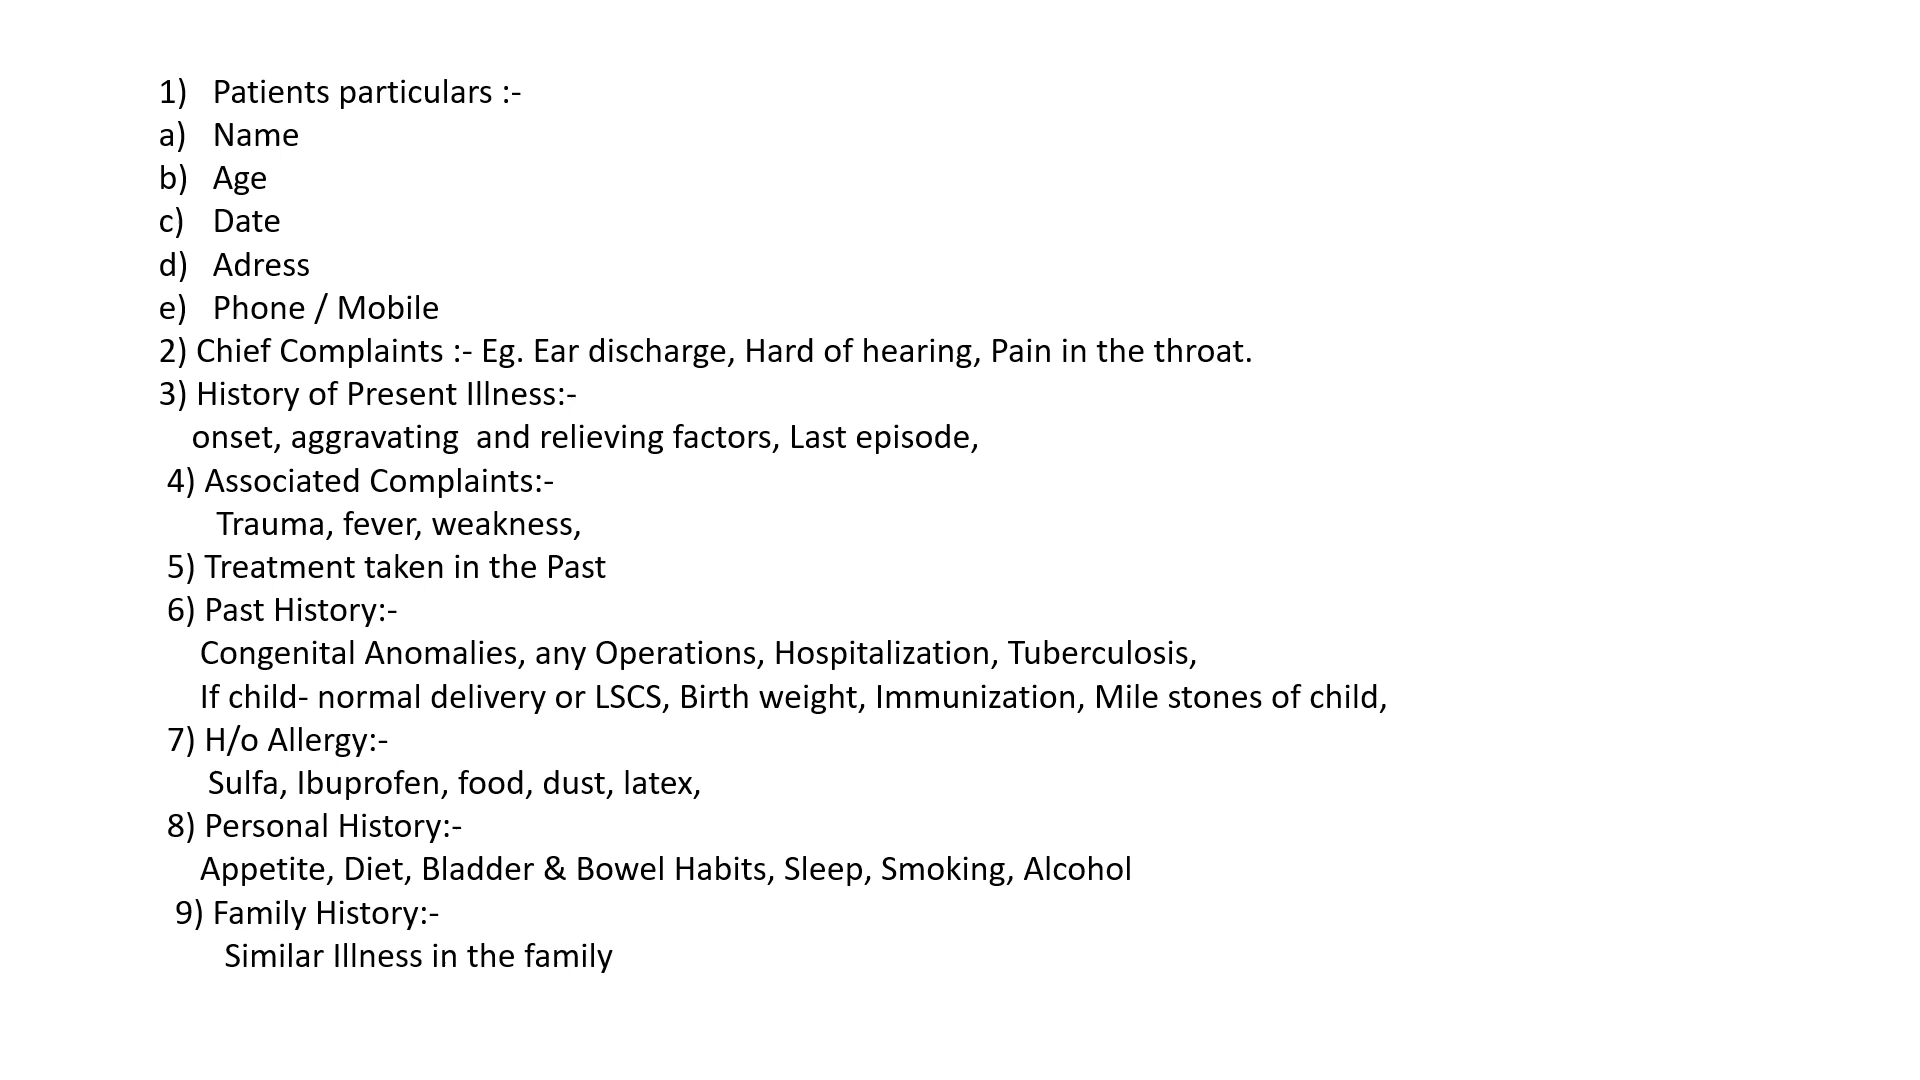 1) Patients particulars :-
a) Name
b) Age
c) Date
d) Adress
e) Phone / Mobile
2) Chief Complaints :- Eg. Ear discharge, Hard of hearing, Pain in the throat.
3) History of Present Illness:-
onset, aggravating  and relieving factors, Last episode,
4) Associated Complaints:-
Trauma, fever, weakness,
5) Treatment taken in the Past
6) Past History:-
Congenital Anomalies, any Operations, Hospitalization, Tuberculosis,
If child- normal delivery or LSCS, Birth weight, Immunization, Mile stones of child,
7) H/o Allergy:-
Sulfa, Ibuprofen, food, dust, latex,
8) Personal History:-
Appetite, Diet, Bladder & Bowel Habits, Sleep, Smoking, Alcohol
9) Family History:-
Similar Illness in the family